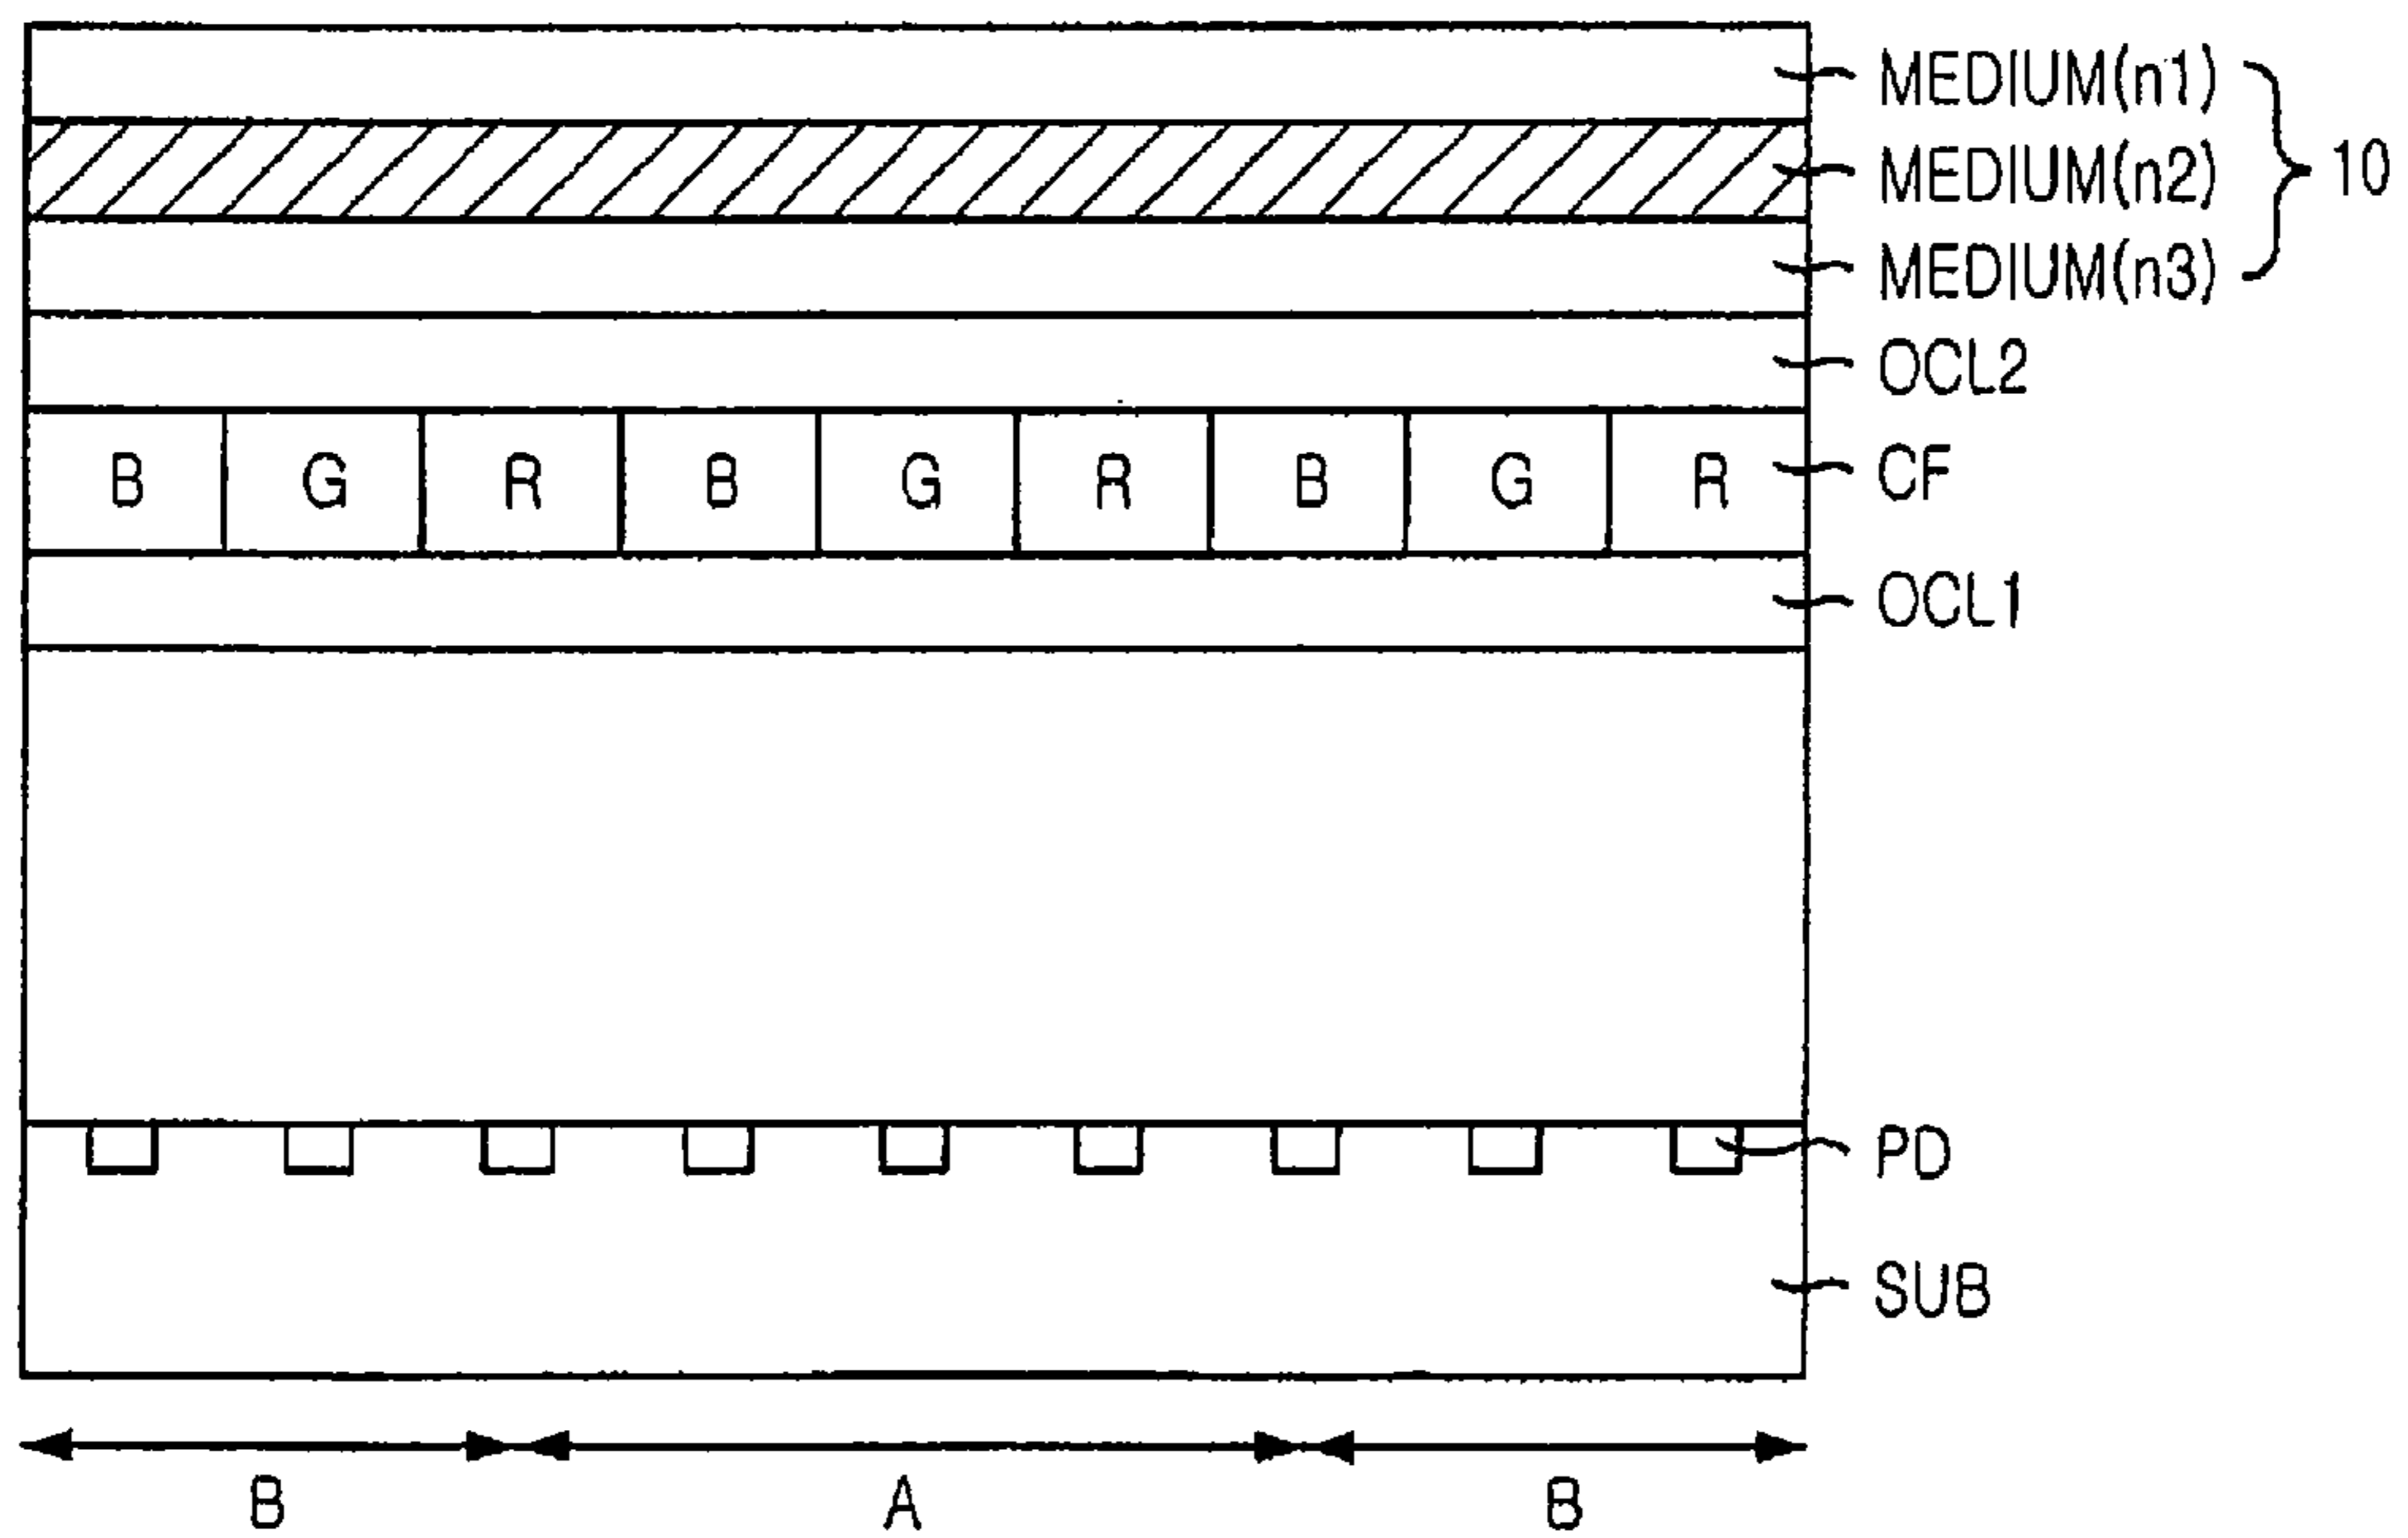 MEDIUM(n1)
MEDIUM(n2)
10
MEDIUM(n3)
OCL2
B G R B G R B G R CF
OCL1
PD
SUB
B A B